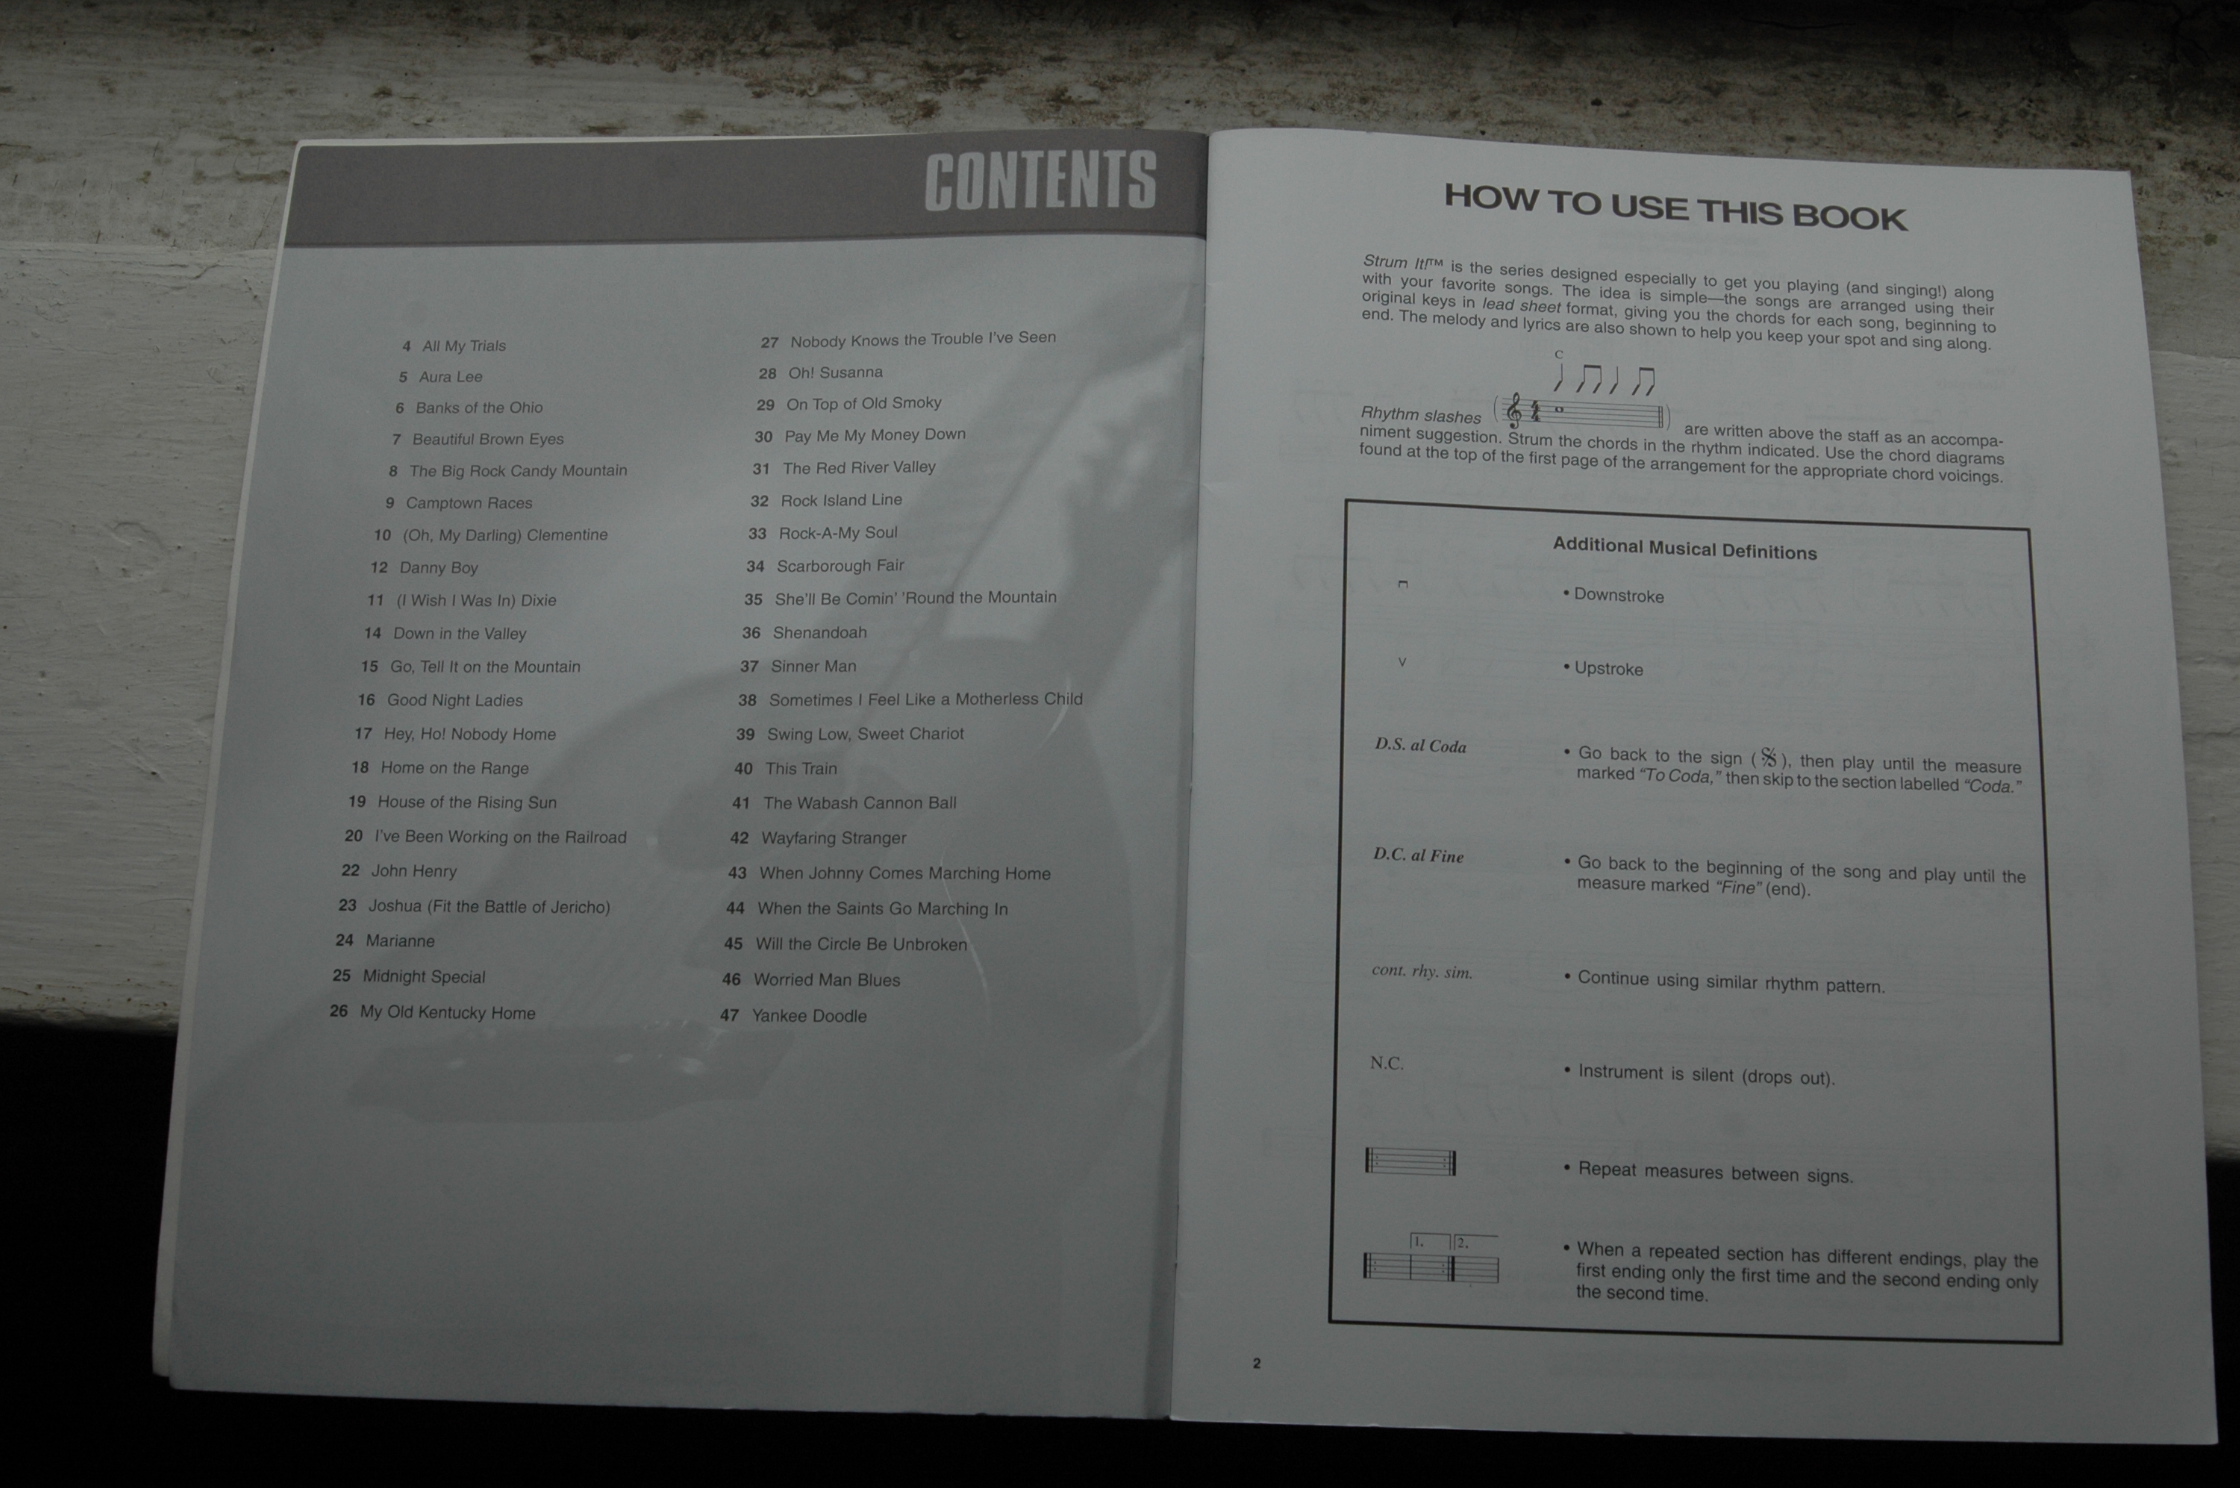 CONTENTS
4 All My Trials
5 Aura Lee
6 Banks of the Ohio
7 Beautiful Brown Eyes
8 The Big Rock Candy Mountain
9 Camptown Races
10 (Oh, My Darling) Clementine
12 Danny Boy
11 (I Wish I Was In) Dixie
14 Down in the Valley
15 Go, Tell It on the Mountain
16 Good Night Ladies
17 Hey, Ho! Nobody Home
18 Home on the Range
19 House of the Rising Sun
20 I've Been Working on the Railroad
22 John Henry
23 Joshua (Fit the Battle of Jericho)
24 Marianne
25 Midnight Special
26 My Old Kentucky Home
27 Nobody Knows the Trouble I've Seen
28 Oh! Susanna
29 On Top of Old Smoky
30 Pay Me My Money Down
31 The Red River Valley
32 Rock Island Line
33 Rock-A-My Soul
34 Scarborough Fair
35 She'll Be Comin' 'Round the Mountain
36 Shenandoah
37 Sinner Man
38 Sometimes I Feel Like a Motherless Child
39 Swing Low, Sweet Chariot
40 This Train
41 The Wabash Cannon Ball
42 Wayfaring Stranger
43 When Johnny Comes Marching Home
44 When the Saints Go Marching In
45 Will the Circle Be Unbroken
46 Worried Man Blues
47 Yankee Doodle
HOW TO USE THIS BOOK
Strum It!™ is the series designed especially to get you playing (and singing!) along
with your favorite songs. The idea is simple—the songs are arranged using their
original keys in lead sheet format, giving you the chords for each song, beginning to
end. The melody and lyrics are also shown to help you keep your spot and sing along.
C
Rhythm slashes ( ) are written above the staff as an accompa-
niment suggestion. Strum the chords in the rhythm indicated. Use the chord diagrams
found at the top of the first page of the arrangement for the appropriate chord voicings.
Additional Musical Definitions
• Downstroke
V • Upstroke
D.S. al Coda • Go back to the sign ( 𝄋 ), then play until the measure
marked "To Coda," then skip to the section labelled "Coda."
D.C. al Fine • Go back to the beginning of the song and play until the
measure marked "Fine" (end).
cont. rhy. sim. • Continue using similar rhythm pattern.
N.C. • Instrument is silent (drops out).
• Repeat measures between signs.
1. 2.
• When a repeated section has different endings, play the
first ending only the first time and the second ending only
the second time.
2